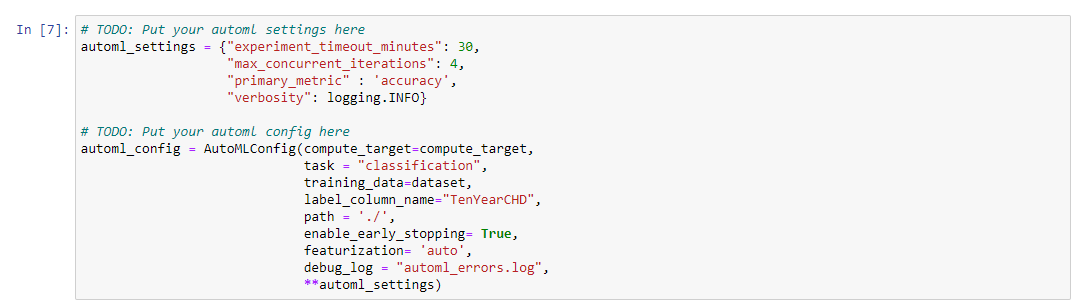 In [7]: # TODO: Put your automl settings here
automl_settings = {"experiment_timeout_minutes": 30,
"max_concurrent_iterations": 4,
"primary_metric" : 'accuracy',
"verbosity": logging.INFO}
# TODO: Put your automl config here
automl_config = AutoMLConfig(compute_target=compute_target,
task = "classification",
training_data=dataset,
label_column_name="TenYearCHD",
path = './',
enable_early_stopping= True,
featurization= 'auto',
debug_log = "automl_errors.log",
**automl_settings)